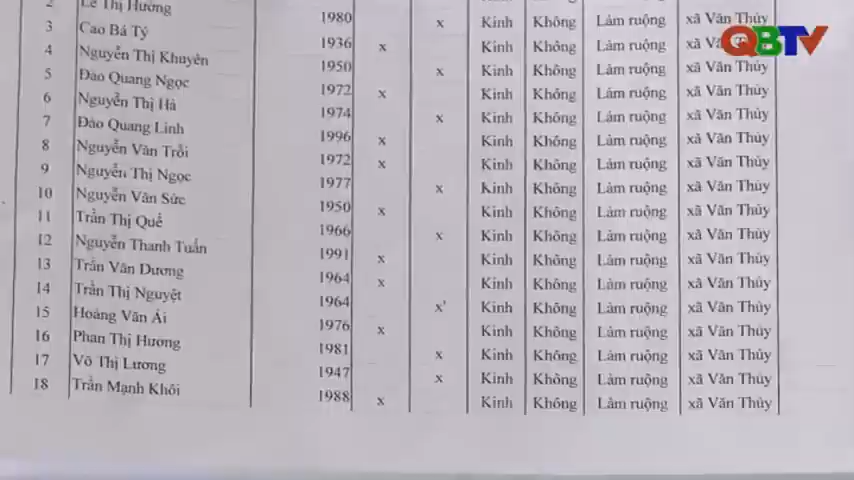 2 Lê Thị Hương 1980 x Kinh Không Làm ruộng xã Văn Thủy
QBTV
3 Cao Bá Tý 1936 x Kinh Không Làm ruộng xã
4 Nguyễn Thị Khuyên 1950 x Kinh Không Làm ruộng xã Văn Thủy
5 Đào Quang Ngọc 1972 x Kinh Không Làm ruộng xã Văn Thủy
6 Nguyễn Thị Hà 1974 x Kinh Không Làm ruộng xã Văn Thủy
7 Đào Quang Linh 1996 x Kinh Không Làm ruộng xã Văn Thủy
8 Nguyễn Văn Trỗi 1972 x Kinh Không Làm ruộng xã Văn Thủy
9 Nguyễn Thị Ngọc 1977 x Kinh Không Làm ruộng xã Văn Thủy
10 Nguyễn Văn Sức 1950 x Kinh Không Làm ruộng xã Văn Thủy
11 Trần Thị Quế 1966 x Kinh Không Làm ruộng xã Văn Thủy
12 Nguyễn Thanh Tuấn 1991 x Kinh Không Làm ruộng xã Văn Thủy
13 Trần Văn Dương 1964 x Kinh Không Làm ruộng xã Văn Thủy
14 Trần Thị Nguyệt 1964 x Kinh Không Làm ruộng xã Văn Thủy
15 Hoàng Văn Ái 1976 x Kinh Không Làm ruộng xã Văn Thủy
16 Phan Thị Hương 1981 x Kinh Không Làm ruộng xã Văn Thủy
17 Võ Thị Lương 1947 x Kinh Không Làm ruộng xã Văn Thủy
18 Trần Mạnh Khôi 1988 x Kinh Không Làm ruộng xã Văn Thủy